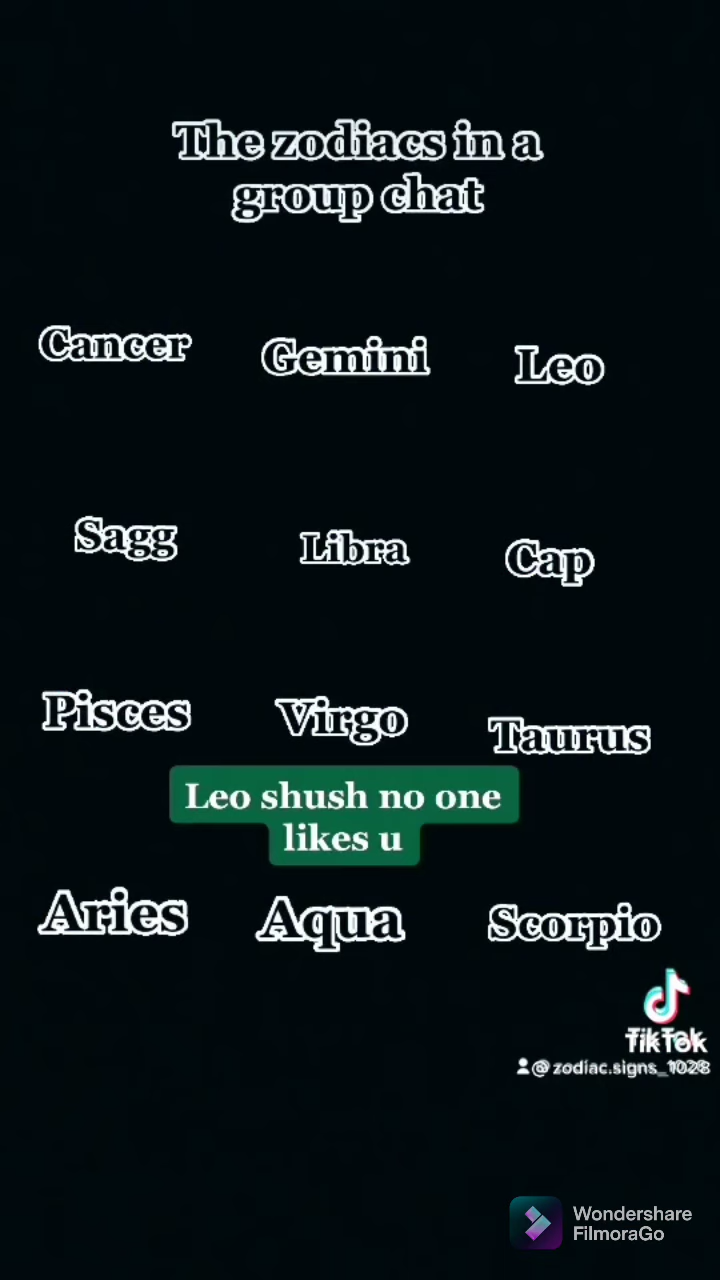 The zodiacs in a
group chat
Cancer Gemini Leo
Sagg Libra Cap
Pisces Virgo Taurus
Leo shush no one
likes u
Aries Aqua Scorpio
TikTok
@zodiac.signs_1028
Wondershare
FilmoraGo